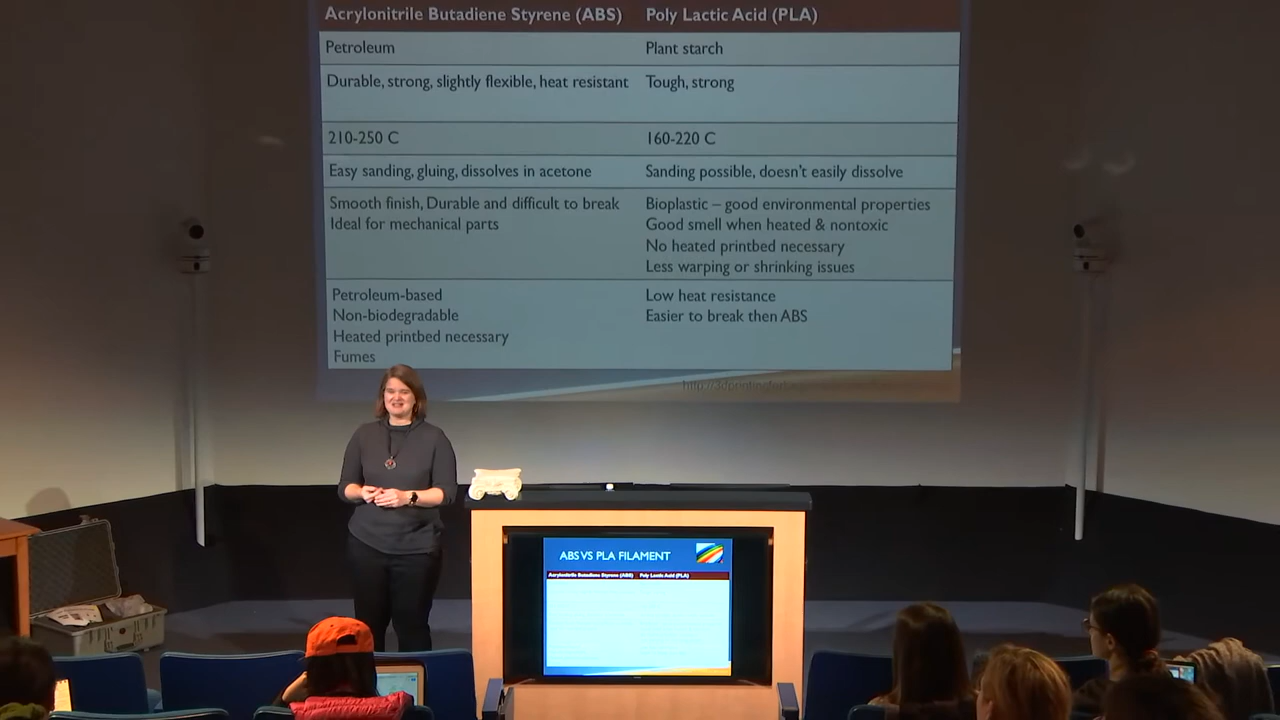 Acrylonitrile Butadiene Styrene (ABS) Poly Lactic Acid (PLA)
Petroleum Plant starch
Durable, strong, slightly flexible, heat resistant Tough, strong
210-250 C 160-220 C
Easy sanding, gluing, dissolves in acetone Sanding possible, doesn't easily dissolve
Smooth finish, Durable and difficult to break Bioplastic – good environmental properties
Ideal for mechanical parts Good smell when heated & nontoxic
No heated printbed necessary
Less warping or shrinking issues
Petroleum-based Low heat resistance
Non-biodegradable Easier to break then ABS
Heated printbed necessary
Fumes
ABS VS PLA FILAMENT
Acrylonitrile Butadiene Styrene (ABS) Poly Lactic Acid (PLA)